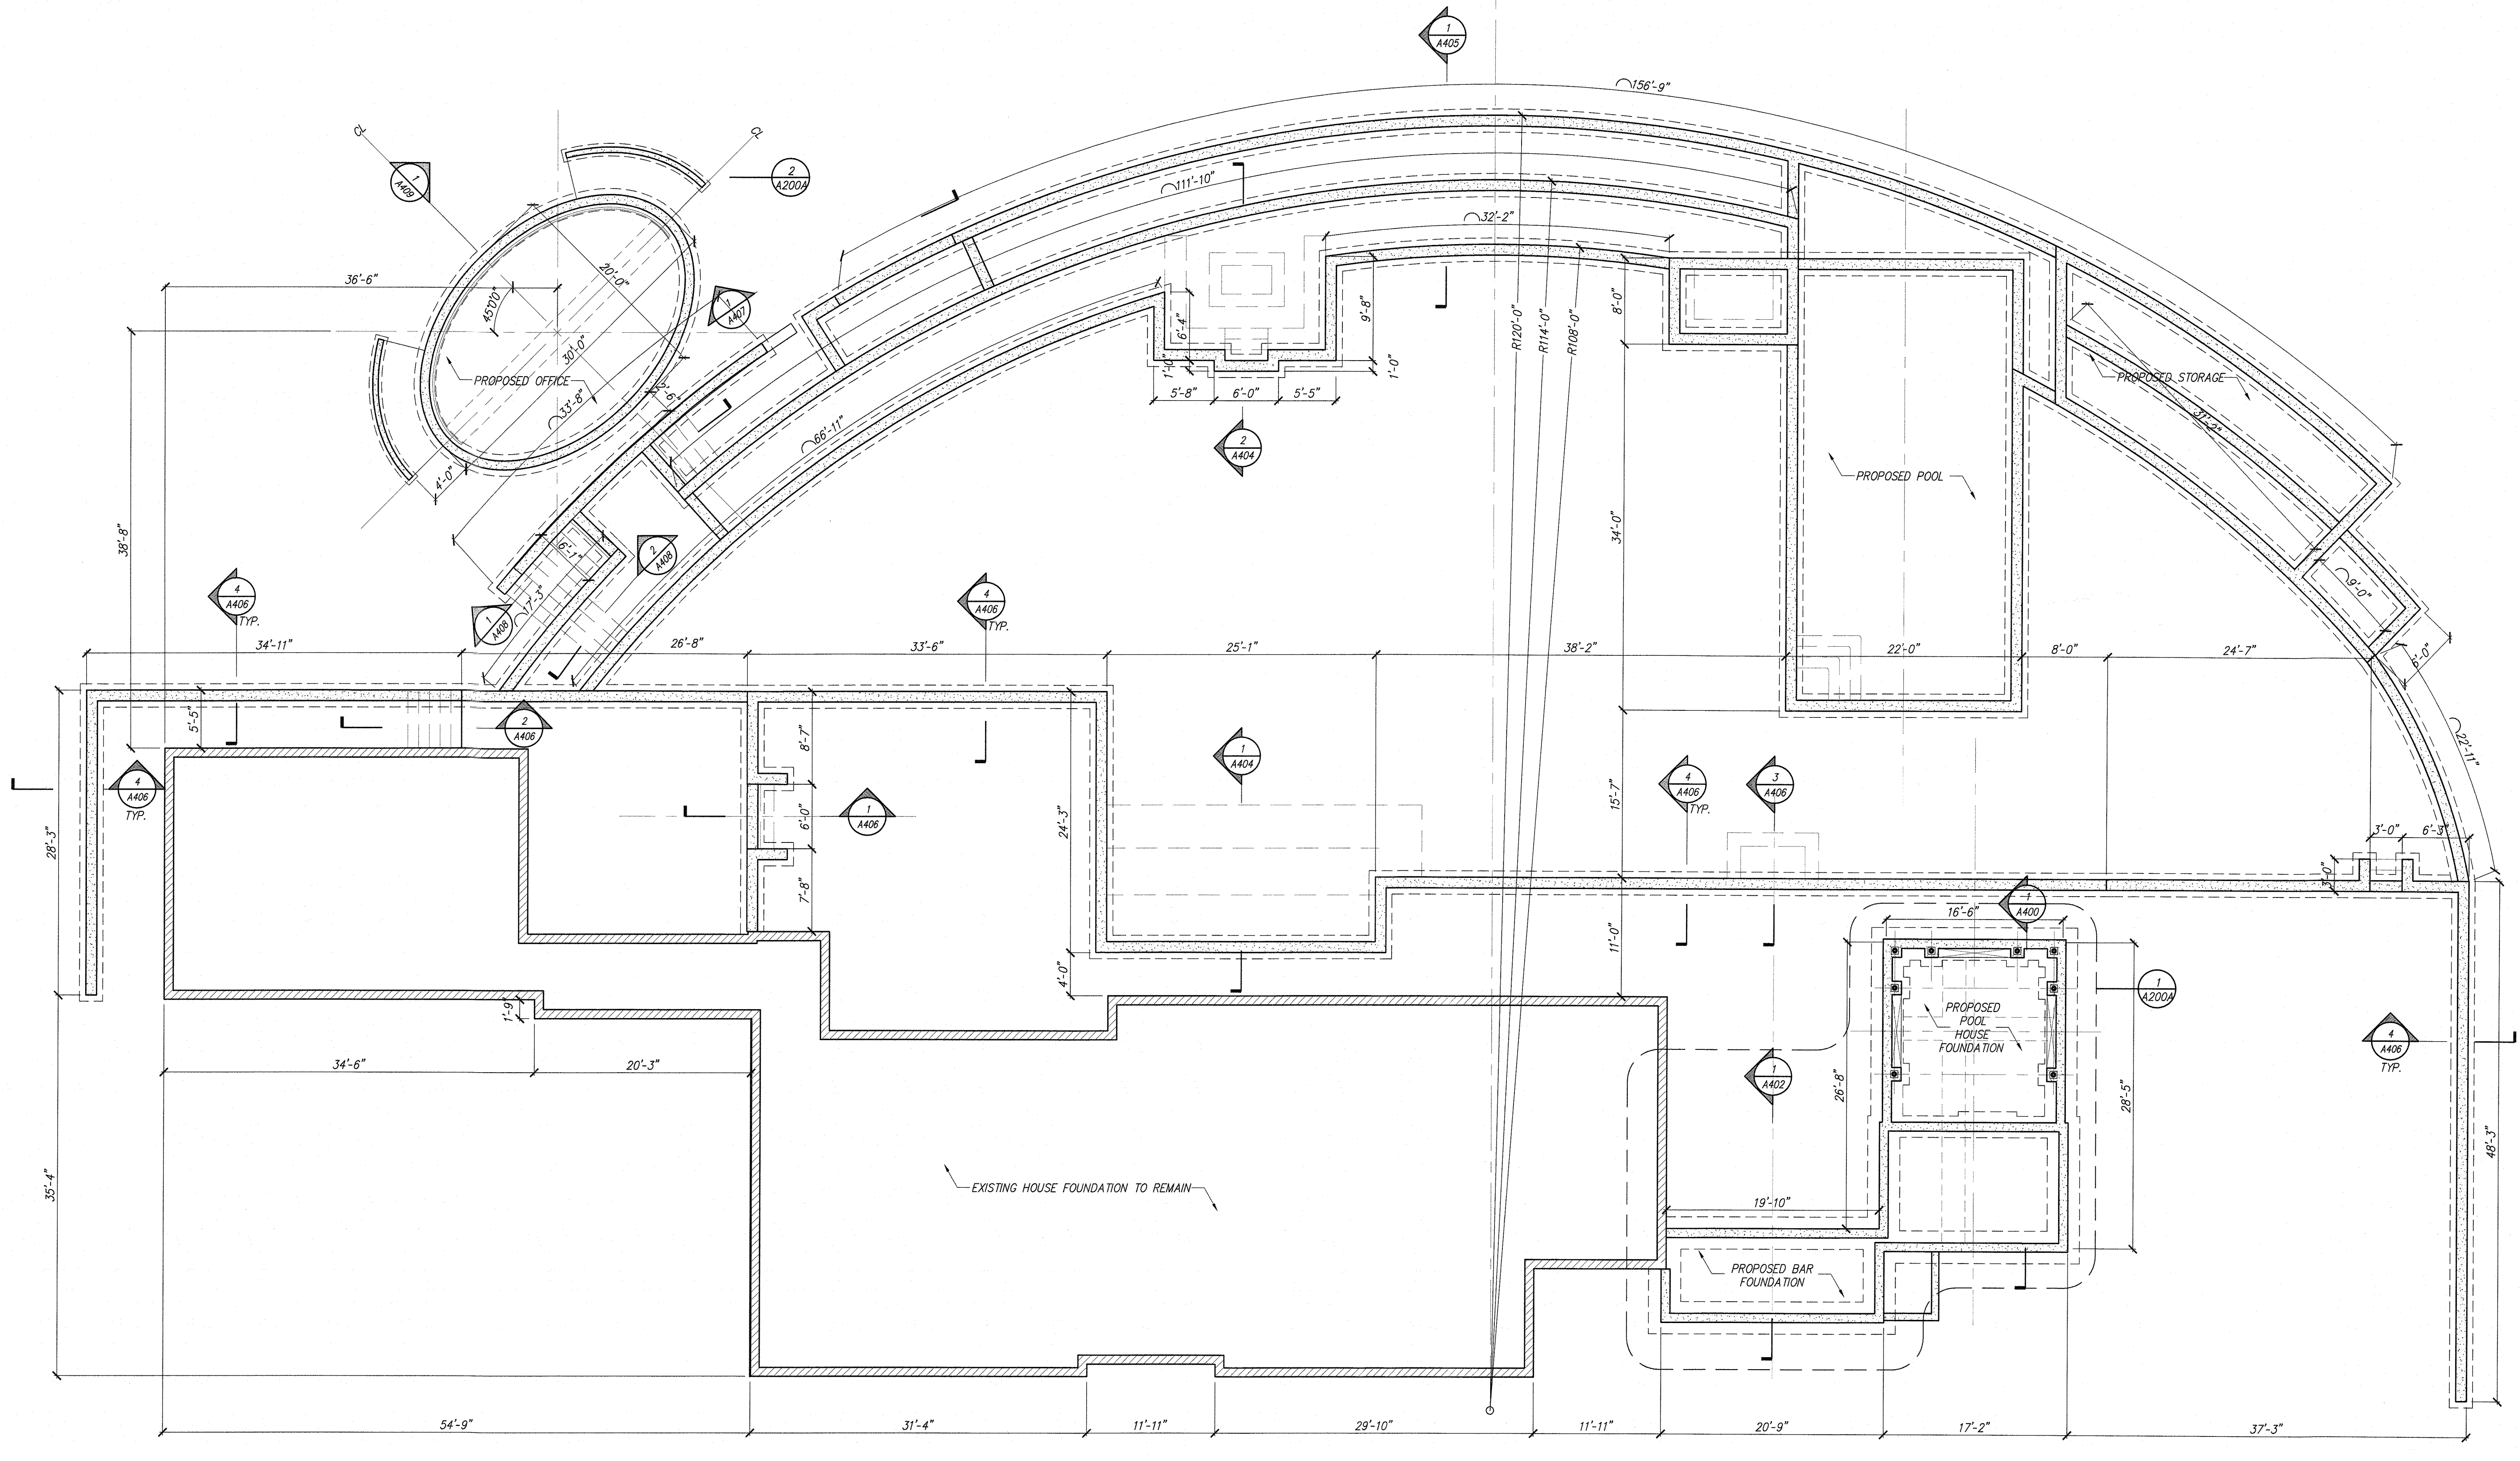 1
A405
156'-9"
CL
CL
1
A409
2
A200A
111'-10"
32'-2"
36'-6"
20'-0"
45'0'0"
1
A407
30'-0"
PROPOSED OFFICE
33'-8"
2'-6"
4'-0"
6'-4"
1'-0"
9'-8"
1'-0"
8'-0"
R120'-0"
R114'-0"
R108'-0"
PROPOSED STORAGE
31'-2"
5'-8"
6'-0"
5'-5"
66'-11"
2
A404
PROPOSED POOL
38'-8"
34'-0"
6'-1"
2
A408
17'-3"
1
A408
9'-0"
4
A406
TYP.
4
A406
TYP.
34'-11"
26'-8"
33'-6"
25'-1"
38'-2"
22'-0"
8'-0"
24'-7"
6'-0"
5'-5"
2
A406
8'-7"
1
A404
22'-11"
4
A406
TYP.
28'-3"
6'-0"
1
A406
24'-3"
15'-7"
4
A406
TYP.
3
A406
3'-0"
6'-3"
3'-0"
7'-8"
11'-0"
4'-0"
16'-6"
1
A400
1
A200A
PROPOSED
POOL
HOUSE
FOUNDATION
1'-9"
34'-6"
20'-3"
1
A402
26'-8"
28'-5"
4
A406
TYP.
48'-3"
35'-4"
EXISTING HOUSE FOUNDATION TO REMAIN
19'-10"
PROPOSED BAR
FOUNDATION
54'-9"
31'-4"
11'-11"
29'-10"
11'-11"
20'-9"
17'-2"
37'-3"